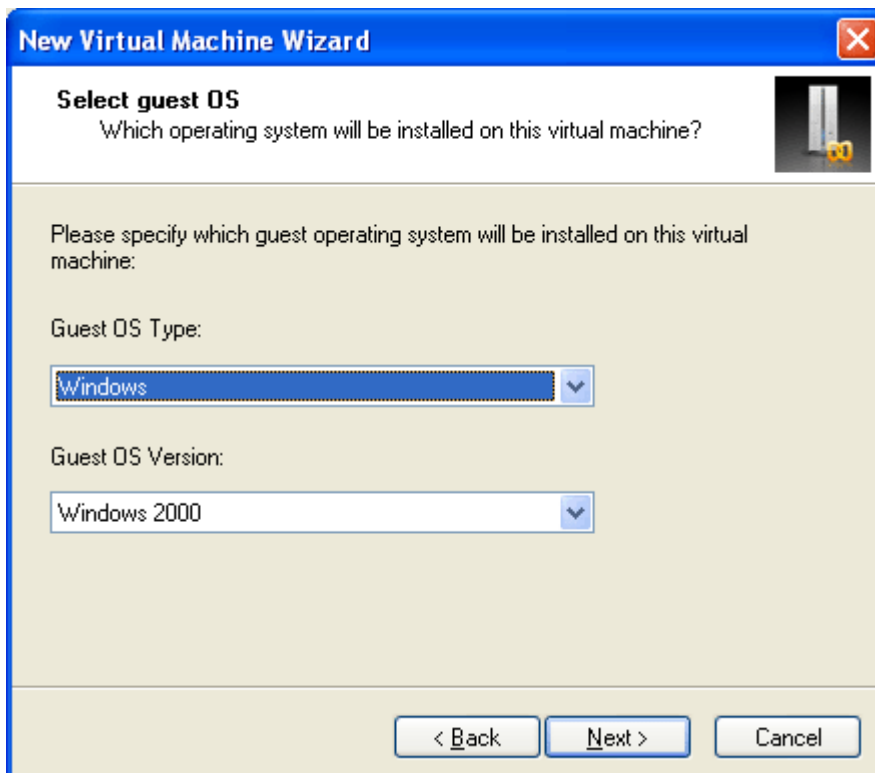 New Virtual Machine Wizard
Select guest OS
Which operating system will be installed on this virtual machine?
Please specify which guest operating system will be installed on this virtual
machine:
Guest OS Type:
Windows
Guest OS Version:
Windows 2000
< Back
Next >
Cancel